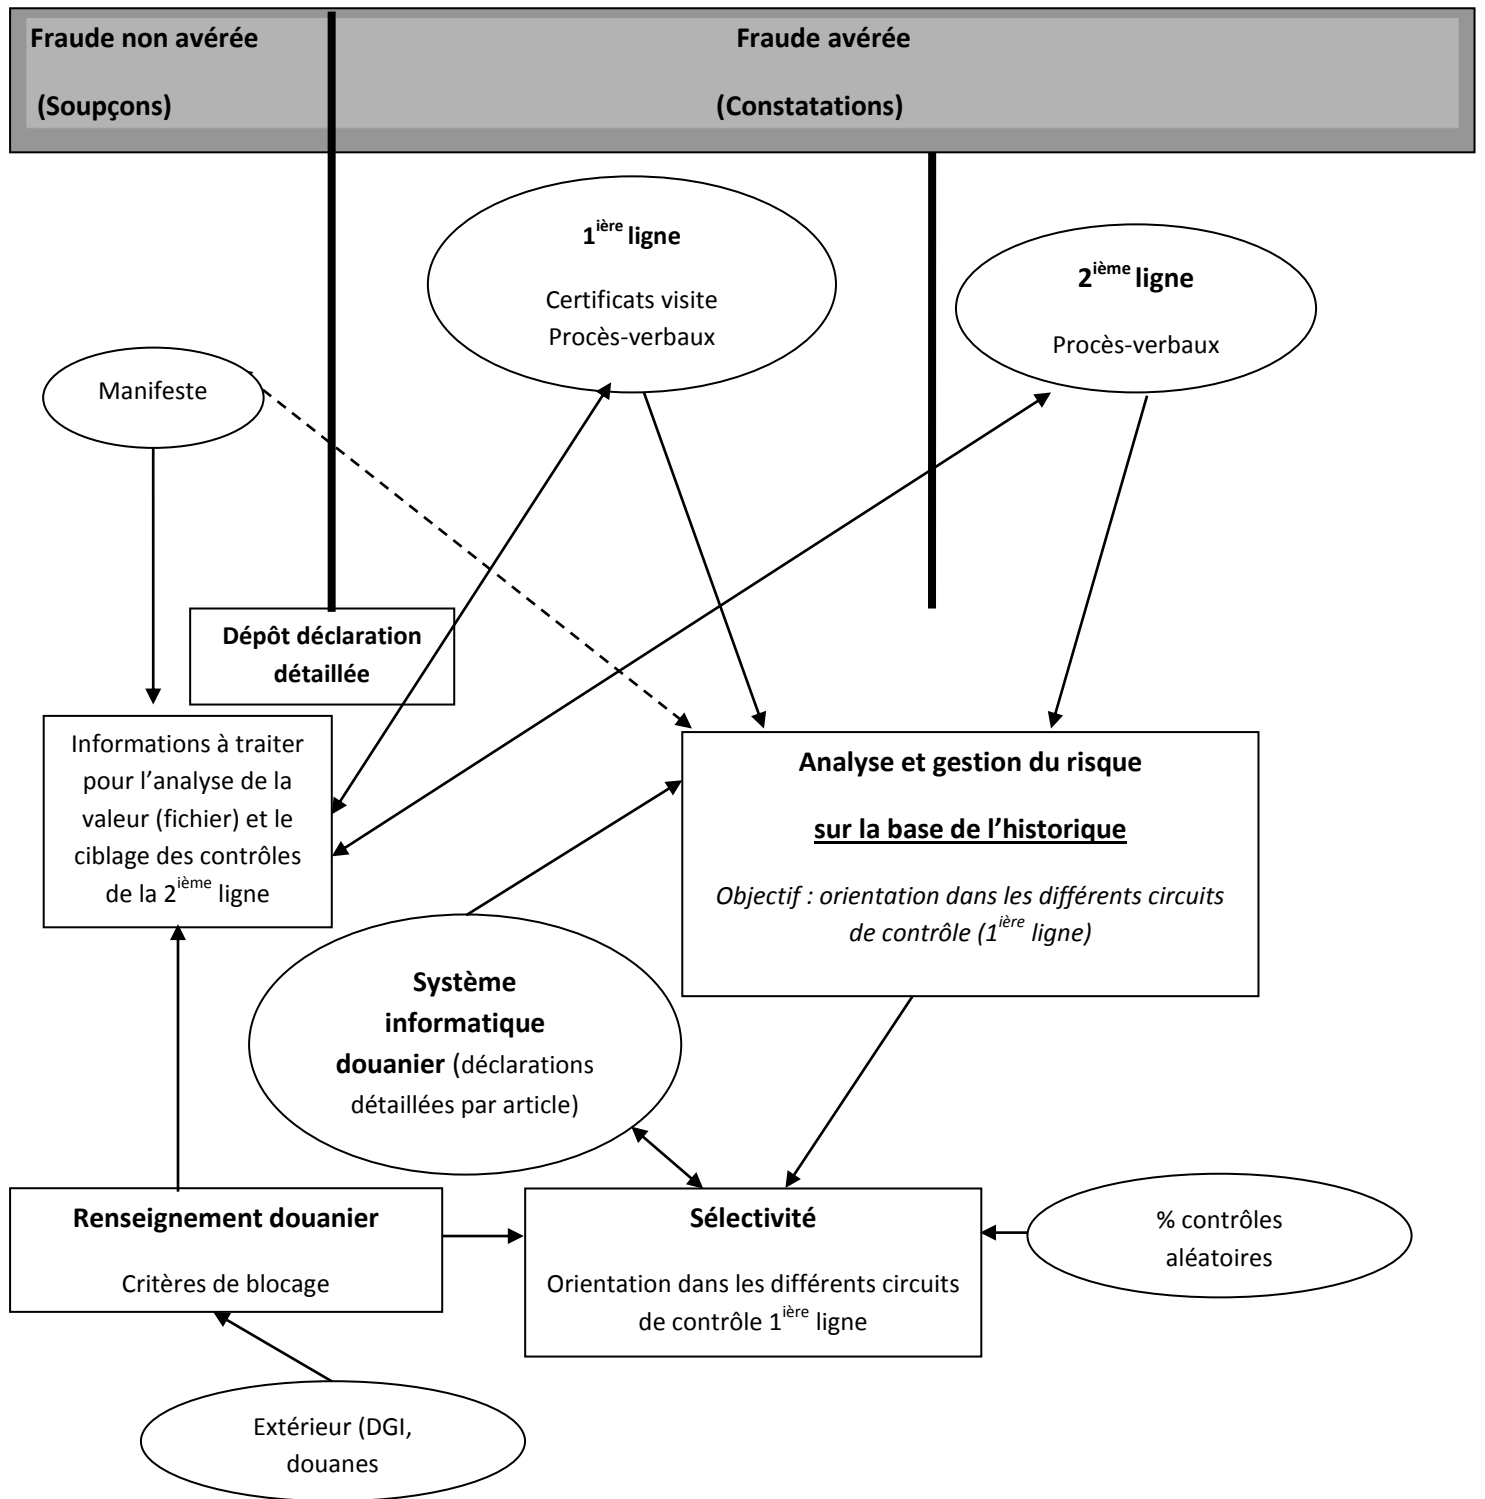 Fraude non avérée
Fraude avérée
(Soupçons)
(Constatations)
1ière ligne
Certificats visite
Procès-verbaux
2ième ligne
Procès-verbaux
Manifeste
Dépôt déclaration
détaillée
Informations à traiter
pour l’analyse de la
valeur (fichier) et le
ciblage des contrôles
de la 2ième ligne
Analyse et gestion du risque
sur la base de l’historique
Objectif : orientation dans les différents circuits
de contrôle (1ière ligne)
Système
informatique
douanier (déclarations
détaillées par article)
Renseignement douanier
Critères de blocage
Sélectivité
Orientation dans les différents circuits
de contrôle 1ière ligne
% contrôles
aléatoires
Extérieur (DGI,
douanes